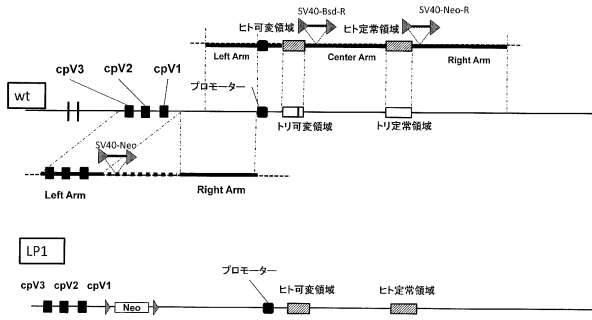 SV40-Bsd-R
SV40-Neo-R
ヒト可変領域
ヒト定常領域
Left Arm
Center Arm
Right Arm
cpV3
cpV2
cpV1
プロモーター
wt
トリ可変領域
トリ定常領域
SV40-Neo
Left Arm
Right Arm
LP1
プロモーター
cpV3
cpV2
cpV1
ヒト可変領域
ヒト定常領域
Neo